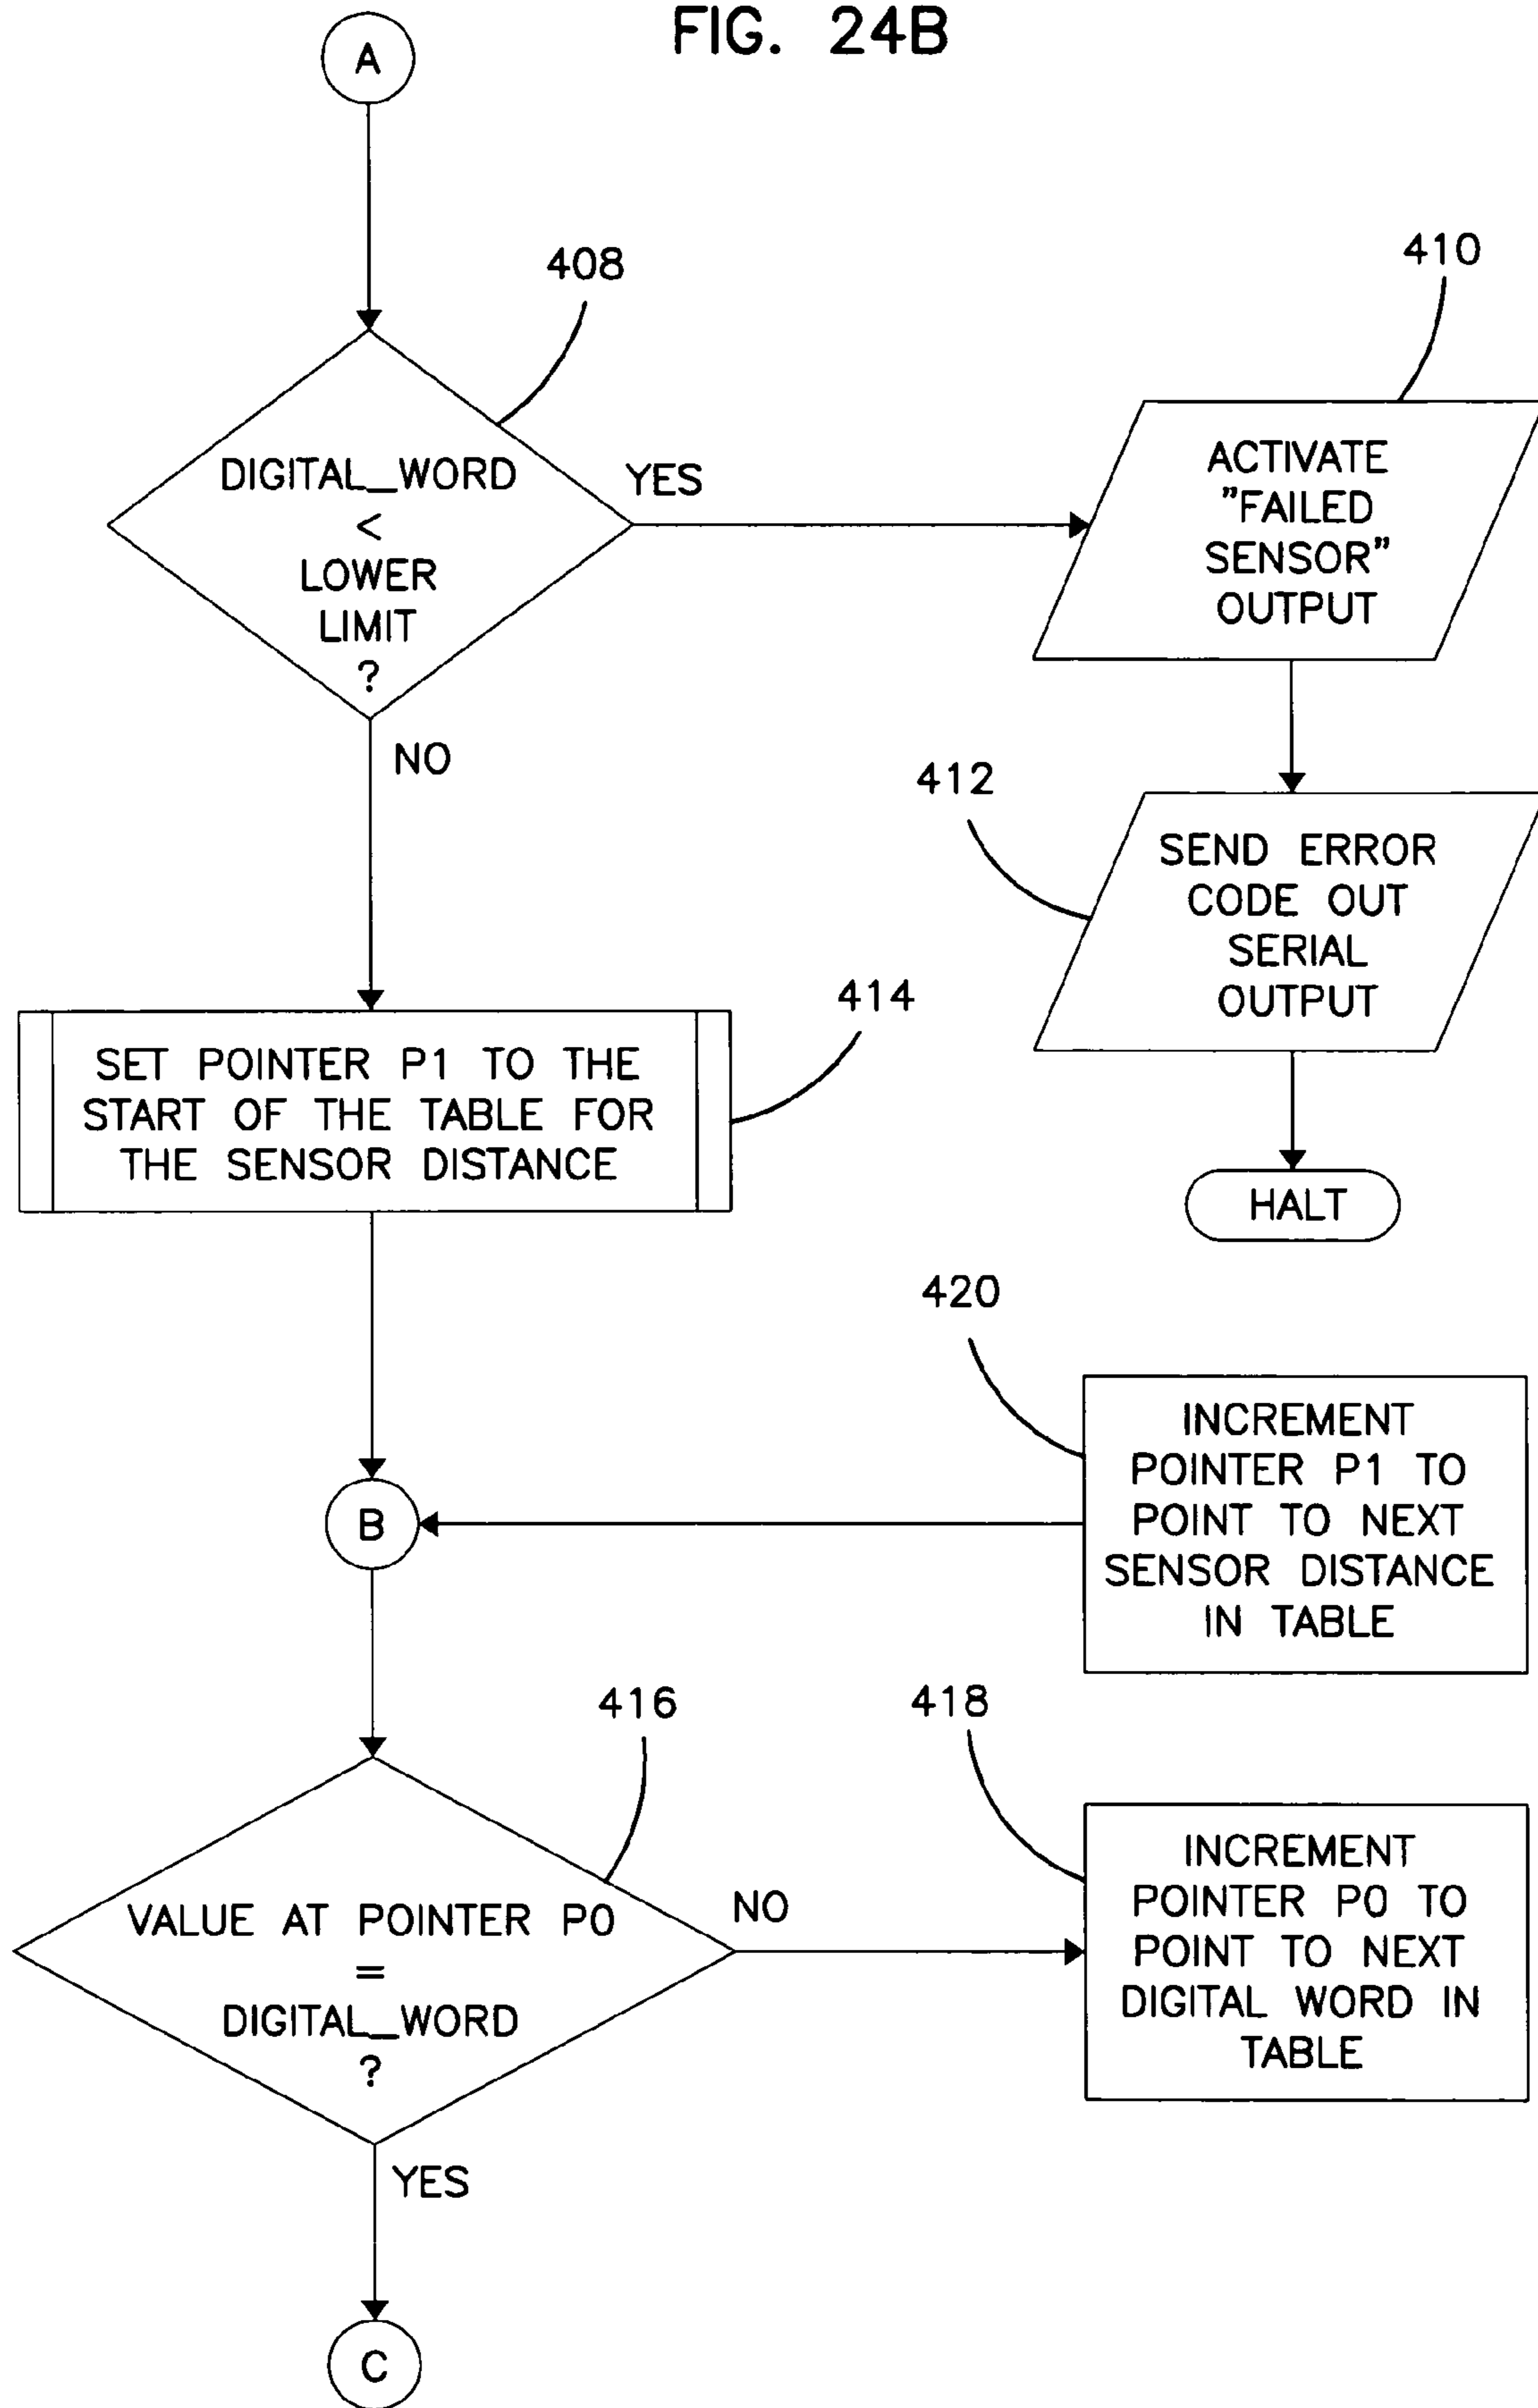 FIG. 24B
A
408
DIGITAL_WORD
<
LOWER
LIMIT
?
YES
NO
410
ACTIVATE
"FAILED
SENSOR"
OUTPUT
412
SEND ERROR
CODE OUT
SERIAL
OUTPUT
HALT
414
SET POINTER P1 TO THE
START OF THE TABLE FOR
THE SENSOR DISTANCE
420
INCREMENT
POINTER P1 TO
POINT TO NEXT
SENSOR DISTANCE
IN TABLE
B
416
VALUE AT POINTER P0
=
DIGITAL_WORD
?
NO
YES
418
INCREMENT
POINTER P0 TO
POINT TO NEXT
DIGITAL WORD IN
TABLE
C